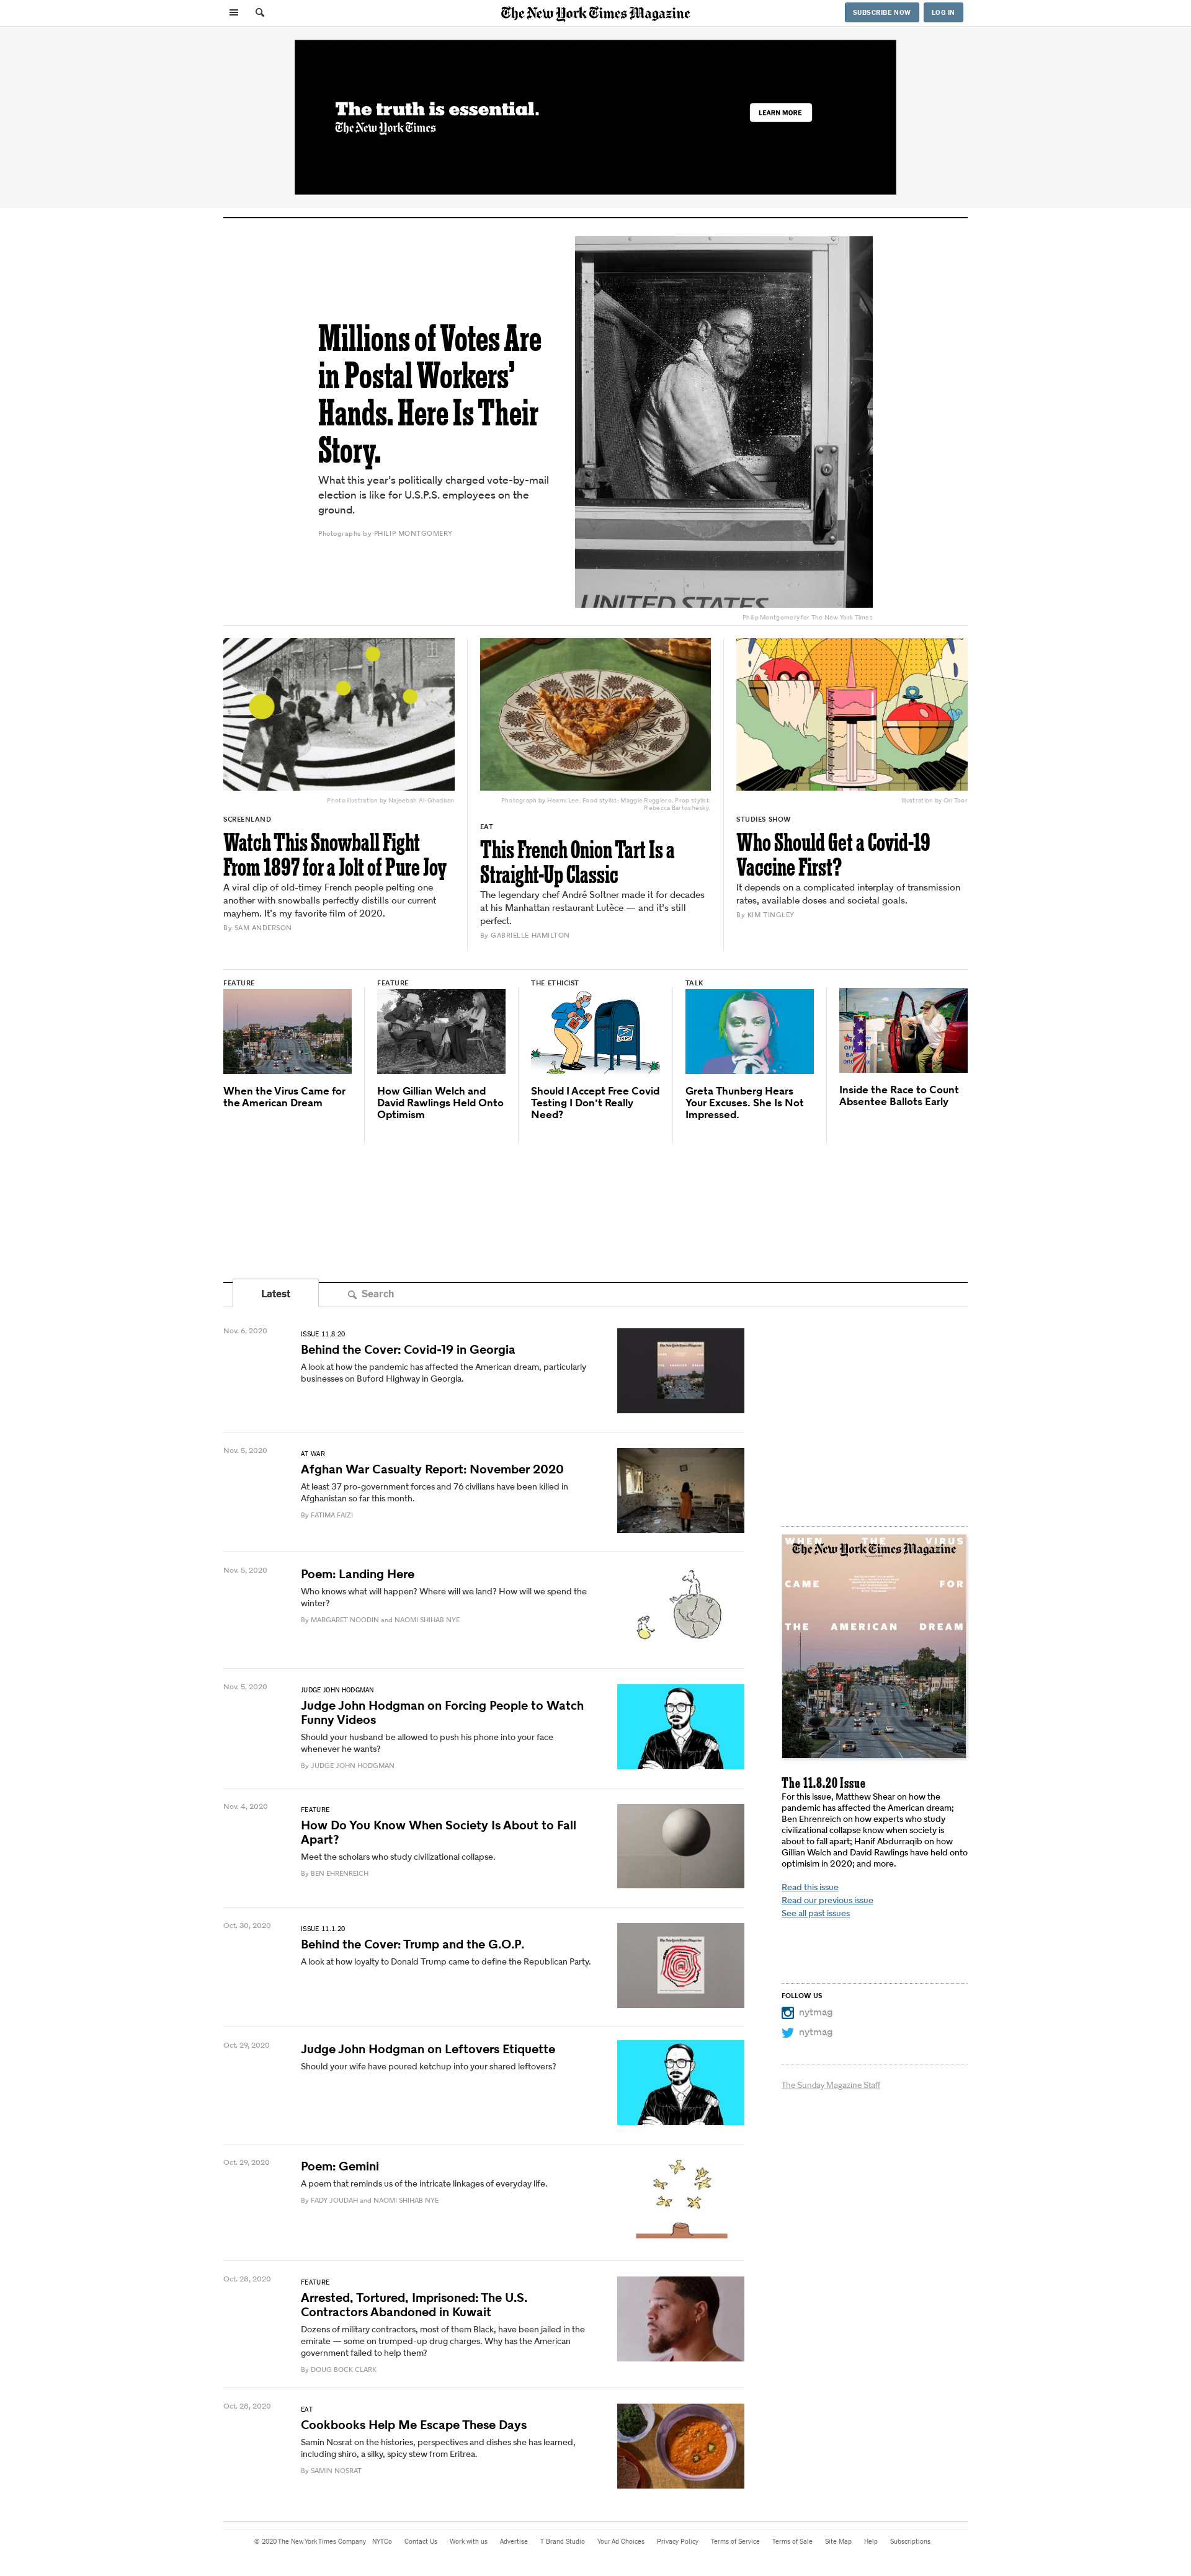 The New York Times Magazine
SUBSCRIBE NOW
LOG IN
The truth is essential.
The New York Times
LEARN MORE
Millions of Votes Are
in Postal Workers’
Hands. Here Is Their
Story.
What this year’s politically charged vote-by-mail
election is like for U.S.P.S. employees on the
ground.
Photographs by PHILIP MONTGOMERY
UNITED STATES
Philip Montgomery for The New York Times
Photo illustration by Najeebah Al-Ghadban
SCREENLAND
Watch This Snowball Fight
From 1897 for a Jolt of Pure Joy
A viral clip of old-timey French people pelting one
another with snowballs perfectly distills our current
mayhem. It’s my favorite film of 2020.
By SAM ANDERSON
Photograph by Heami Lee. Food stylist: Maggie Ruggiero. Prop stylist:
Rebecca Bartoshesky.
EAT
This French Onion Tart Is a
Straight-Up Classic
The legendary chef André Soltner made it for decades
at his Manhattan restaurant Lutèce — and it’s still
perfect.
By GABRIELLE HAMILTON
Illustration by Ori Toor
STUDIES SHOW
Who Should Get a Covid-19
Vaccine First?
It depends on a complicated interplay of transmission
rates, available doses and societal goals.
By KIM TINGLEY
FEATURE
When the Virus Came for
the American Dream
FEATURE
How Gillian Welch and
David Rawlings Held Onto
Optimism
THE ETHICIST
Should I Accept Free Covid
Testing I Don’t Really
Need?
TALK
Greta Thunberg Hears
Your Excuses. She Is Not
Impressed.
Inside the Race to Count
Absentee Ballots Early
Latest
Search
Nov. 6, 2020
ISSUE 11.8.20
Behind the Cover: Covid-19 in Georgia
A look at how the pandemic has affected the American dream, particularly
businesses on Buford Highway in Georgia.
Nov. 5, 2020
AT WAR
Afghan War Casualty Report: November 2020
At least 37 pro-government forces and 76 civilians have been killed in
Afghanistan so far this month.
By FATIMA FAIZI
Nov. 5, 2020
Poem: Landing Here
Who knows what will happen? Where will we land? How will we spend the
winter?
By MARGARET NOODIN and NAOMI SHIHAB NYE
Nov. 5, 2020
JUDGE JOHN HODGMAN
Judge John Hodgman on Forcing People to Watch
Funny Videos
Should your husband be allowed to push his phone into your face
whenever he wants?
By JUDGE JOHN HODGMAN
Nov. 4, 2020
FEATURE
How Do You Know When Society Is About to Fall
Apart?
Meet the scholars who study civilizational collapse.
By BEN EHRENREICH
Oct. 30, 2020
ISSUE 11.1.20
Behind the Cover: Trump and the G.O.P.
A look at how loyalty to Donald Trump came to define the Republican Party.
Oct. 29, 2020
Judge John Hodgman on Leftovers Etiquette
Should your wife have poured ketchup into your shared leftovers?
Oct. 29, 2020
Poem: Gemini
A poem that reminds us of the intricate linkages of everyday life.
By FADY JOUDAH and NAOMI SHIHAB NYE
Oct. 28, 2020
FEATURE
Arrested, Tortured, Imprisoned: The U.S.
Contractors Abandoned in Kuwait
Dozens of military contractors, most of them Black, have been jailed in the
emirate — some on trumped-up drug charges. Why has the American
government failed to help them?
By DOUG BOCK CLARK
Oct. 28, 2020
EAT
Cookbooks Help Me Escape These Days
Samin Nosrat on the histories, perspectives and dishes she has learned,
including shiro, a silky, spicy stew from Eritrea.
By SAMIN NOSRAT
WHEN THE VIRUS
The New York Times Magazine
CAME FOR
THE AMERICAN DREAM
The 11.8.20 Issue
For this issue, Matthew Shear on how the
pandemic has affected the American dream;
Ben Ehrenreich on how experts who study
civilizational collapse know when society is
about to fall apart; Hanif Abdurraqib on how
Gillian Welch and David Rawlings have held onto
optimisim in 2020; and more.
Read this issue
Read our previous issue
See all past issues
FOLLOW US
nytmag
nytmag
The Sunday Magazine Staff
© 2020 The New York Times Company NYTCo Contact Us Work with us Advertise T Brand Studio Your Ad Choices Privacy Policy Terms of Service Terms of Sale Site Map Help Subscriptions